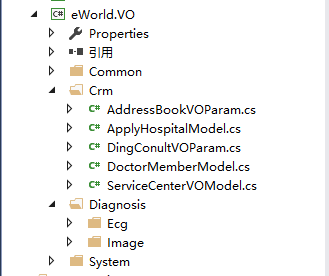 eWorld.VO
Properties
引用
Common
Crm
AddressBookVOParam.cs
ApplyHospitalModel.cs
DingConultVOParam.cs
DoctorMemberModel.cs
ServiceCenterVOModel.cs
Diagnosis
Ecg
Image
System